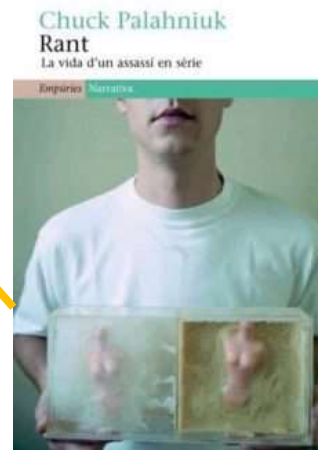 Chuck Palahniuk
Rant
La vida d'un assassí en sèrie
Empúries Narrativa